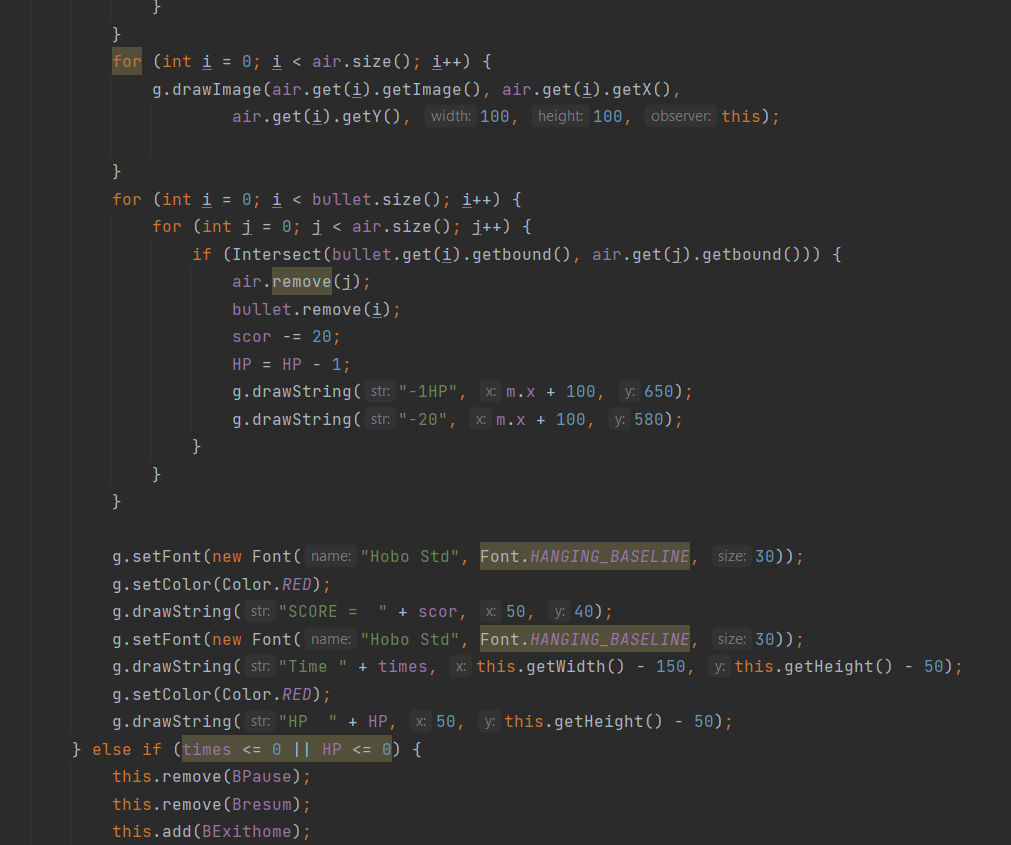 }
}
for (int i = 0; i < air.size(); i++) {
g.drawImage(air.get(i).getImage(), air.get(i).getX(),
air.get(i).getY(), width: 100, height: 100, observer: this);
}
for (int i = 0; i < bullet.size(); i++) {
for (int j = 0; j < air.size(); j++) {
if (Intersect(bullet.get(i).getbound(), air.get(j).getbound())) {
air.remove(j);
bullet.remove(i);
scor -= 20;
HP = HP - 1;
g.drawString( str: "-1HP", x: m.x + 100, y: 650);
g.drawString( str: "-20", x: m.x + 100, y: 580);
}
}
}
g.setFont(new Font( name: "Hobo Std", Font.HANGING_BASELINE, size: 30));
g.setColor(Color.RED);
g.drawString( str: "SCORE =  " + scor, x: 50, y: 40);
g.setFont(new Font( name: "Hobo Std", Font.HANGING_BASELINE, size: 30));
g.drawString( str: "Time " + times, x: this.getWidth() - 150, y: this.getHeight() - 50);
g.setColor(Color.RED);
g.drawString( str: "HP  " + HP, x: 50, y: this.getHeight() - 50);
} else if (times <= 0 || HP <= 0) {
this.remove(BPause);
this.remove(Bresum);
this.add(BExithome);